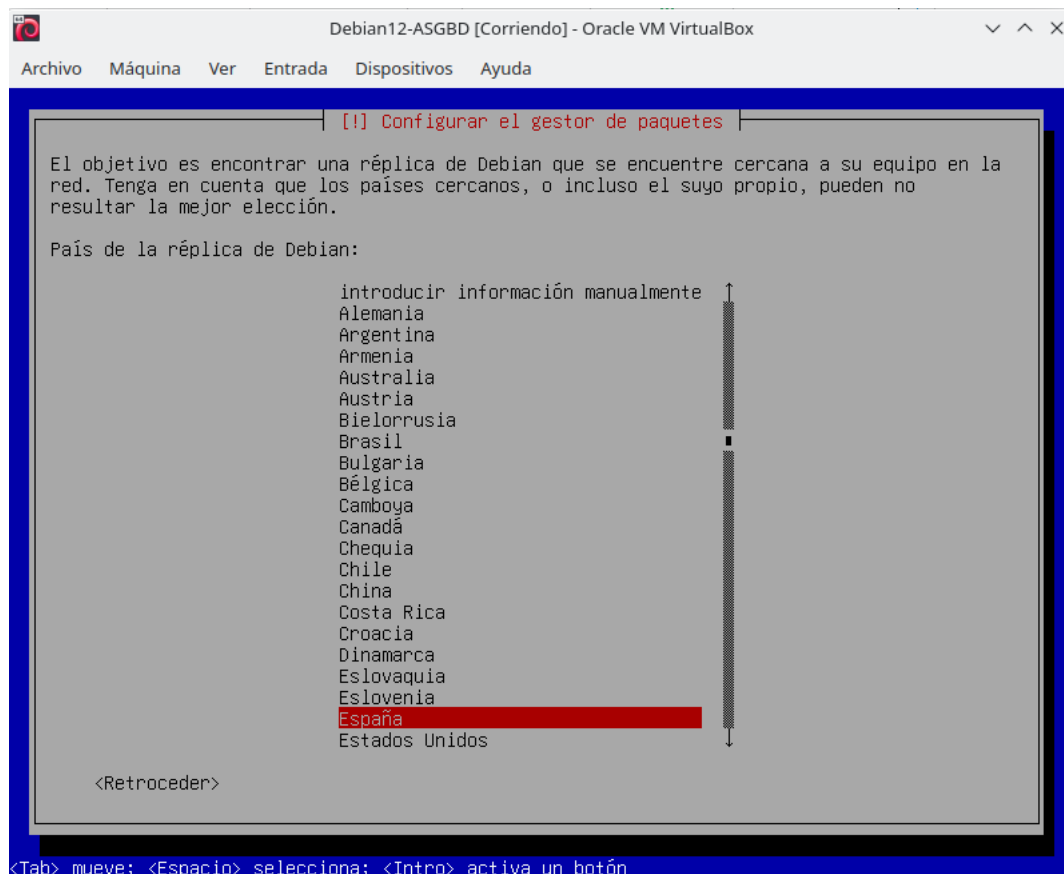 Debian12-ASGBD [Corriendo] - Oracle VM VirtualBox
Archivo Máquina Ver Entrada Dispositivos Ayuda
[!] Configurar el gestor de paquetes
El objetivo es encontrar una réplica de Debian que se encuentre cercana a su equipo en la
red. Tenga en cuenta que los países cercanos, o incluso el suyo propio, pueden no
resultar la mejor elección.
País de la réplica de Debian:
introducir información manualmente
Alemania
Argentina
Armenia
Australia
Austria
Bielorrusia
Brasil
Bulgaria
Bélgica
Camboya
Canadá
Chequia
Chile
China
Costa Rica
Croacia
Dinamarca
Eslovaquia
Eslovenia
España
Estados Unidos
<Retroceder>
<Tab> mueve; <Espacio> selecciona; <Intro> activa un botón